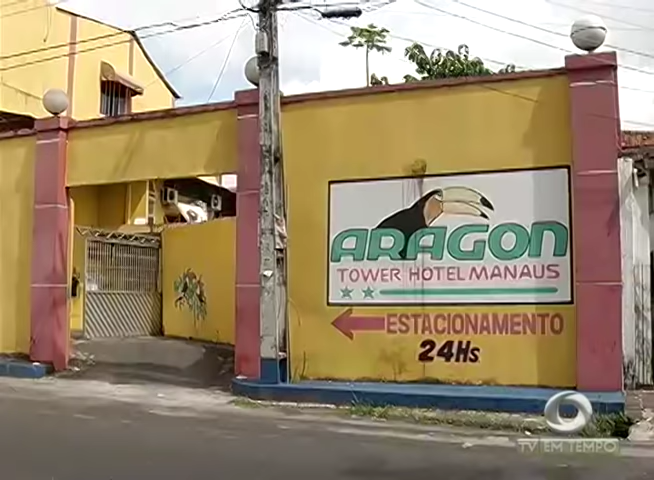 ARAGON
TOWER HOTEL MANAUS
ESTACIONAMENTO
24Hs
TV EM TEMPO